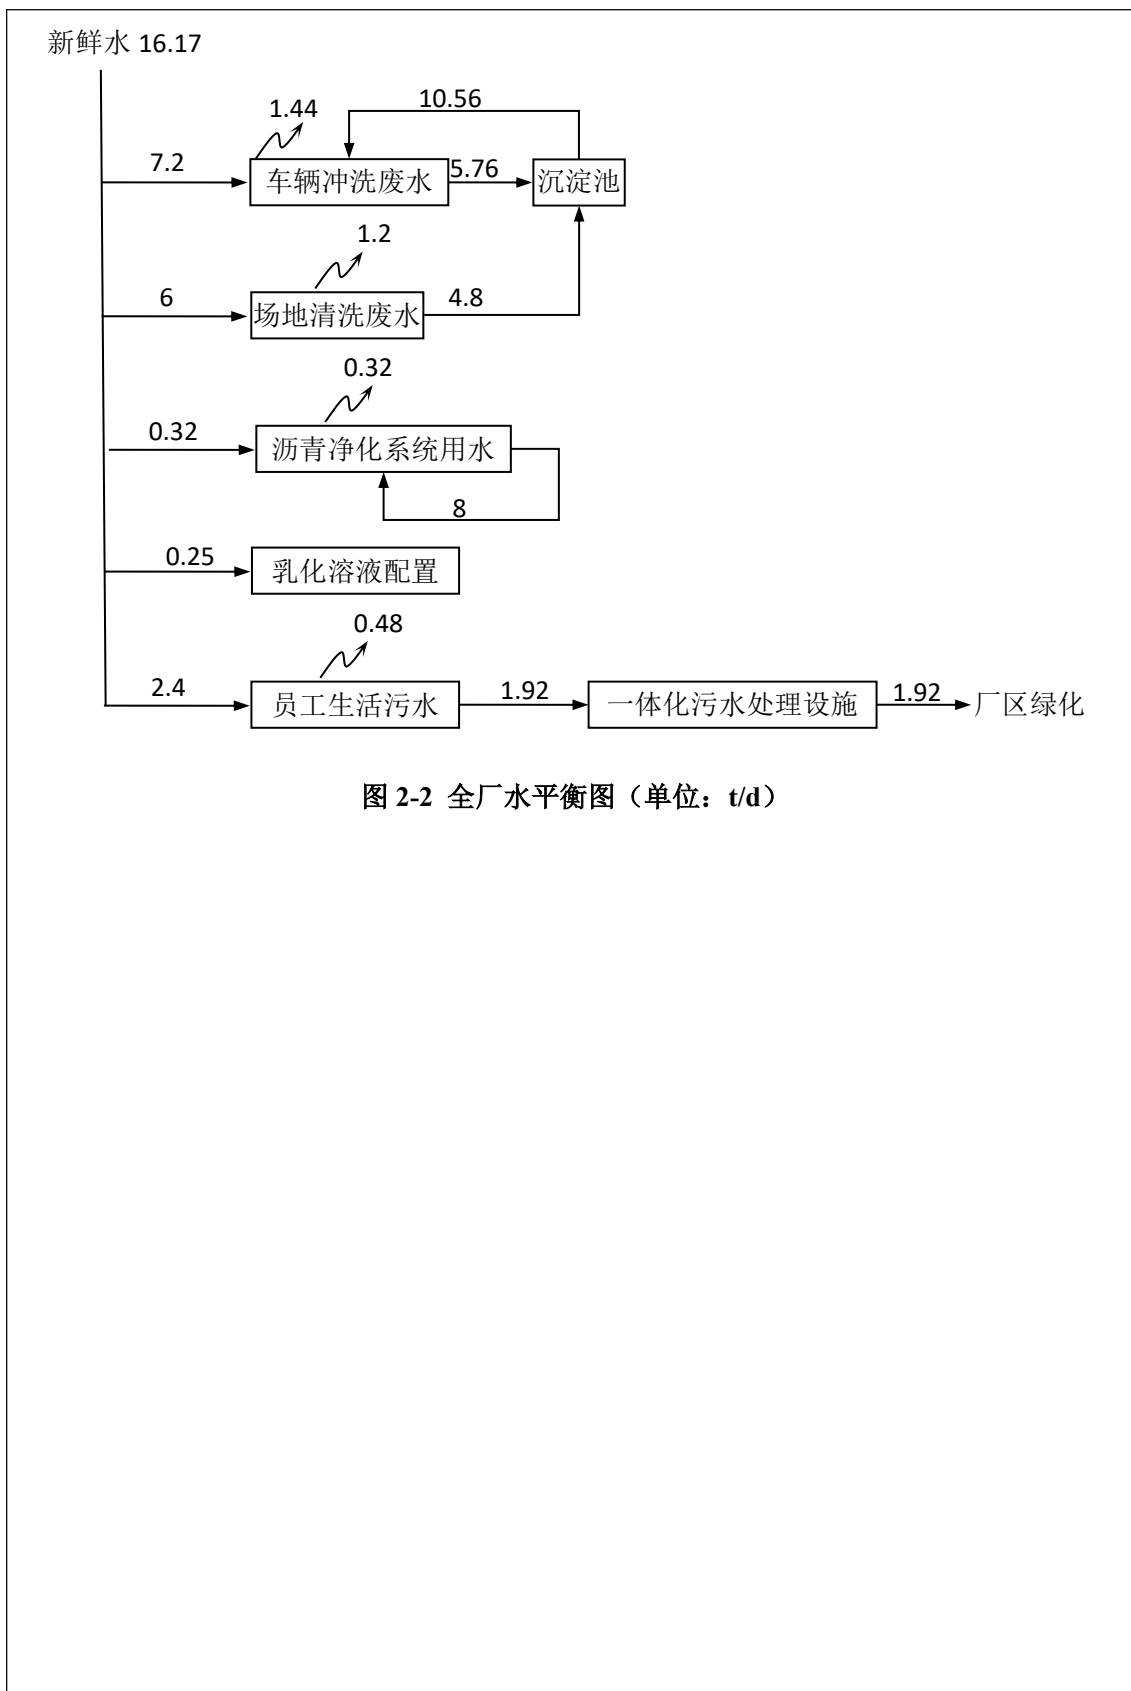 新鲜水 16.17
10.56
1.44
7.2
车辆冲洗废水
5.76
沉淀池
1.2
6
场地清洗废水
4.8
0.32
0.32
沥青净化系统用水
8
0.25
乳化溶液配置
0.48
2.4
员工生活污水
1.92
一体化污水处理设施
1.92
厂区绿化
图 2-2 全厂水平衡图（单位：t/d）